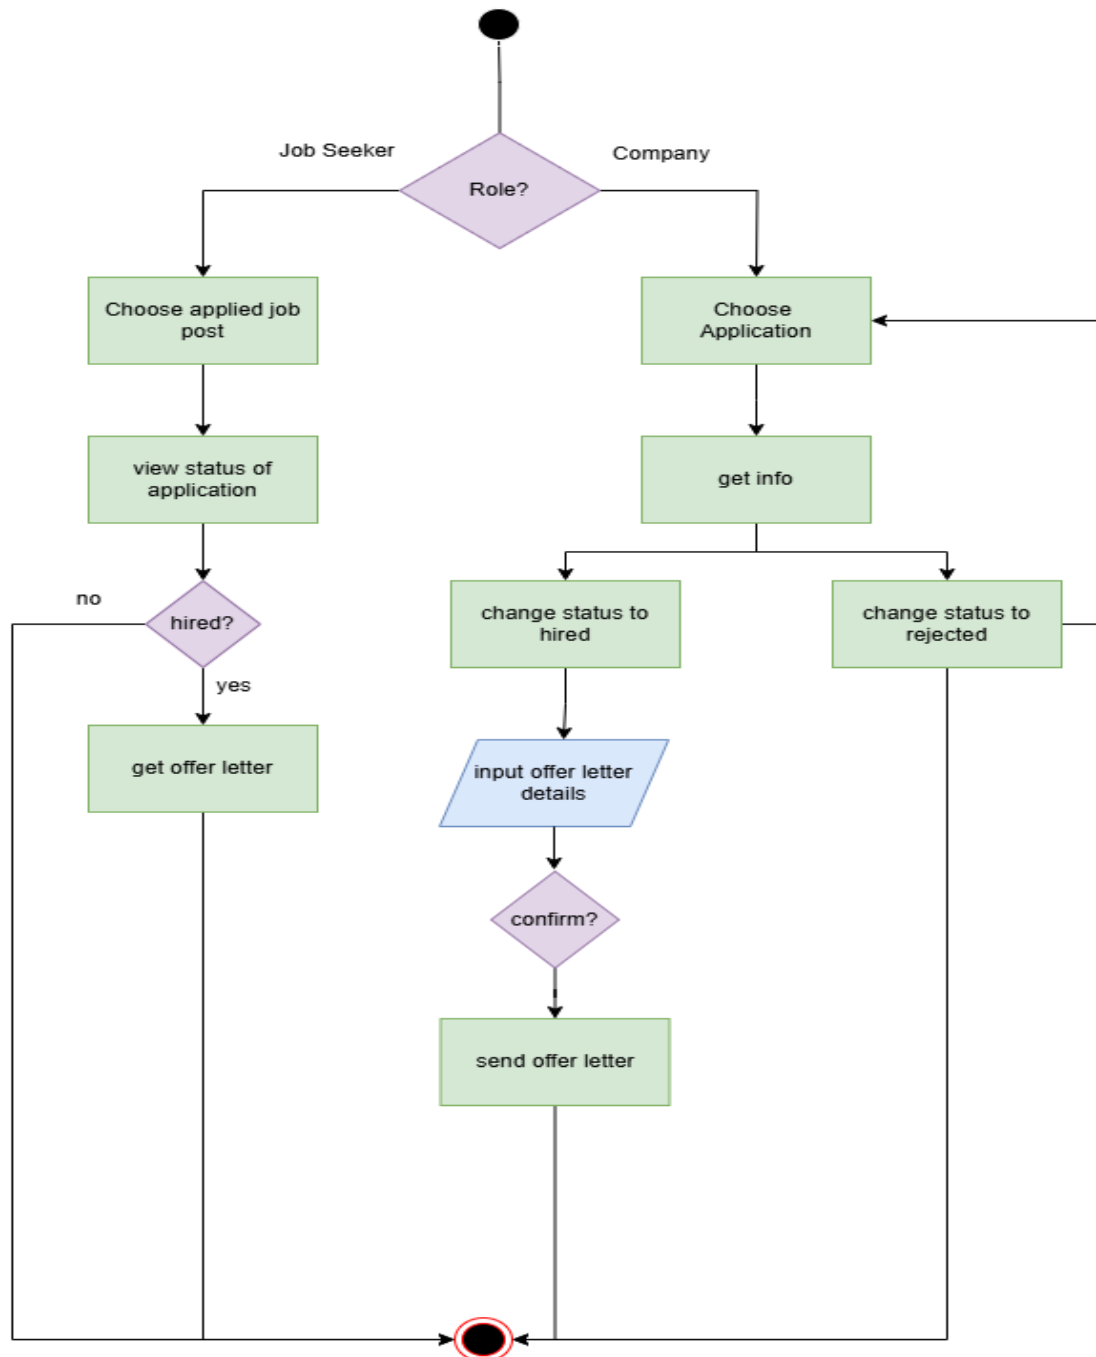 Job Seeker
Company
Role?
Choose applied job
post
Choose
Application
view status of
application
get info
no
hired?
change status to
hired
change status to
rejected
yes
get offer letter
input offer letter
details
confirm?
send offer letter